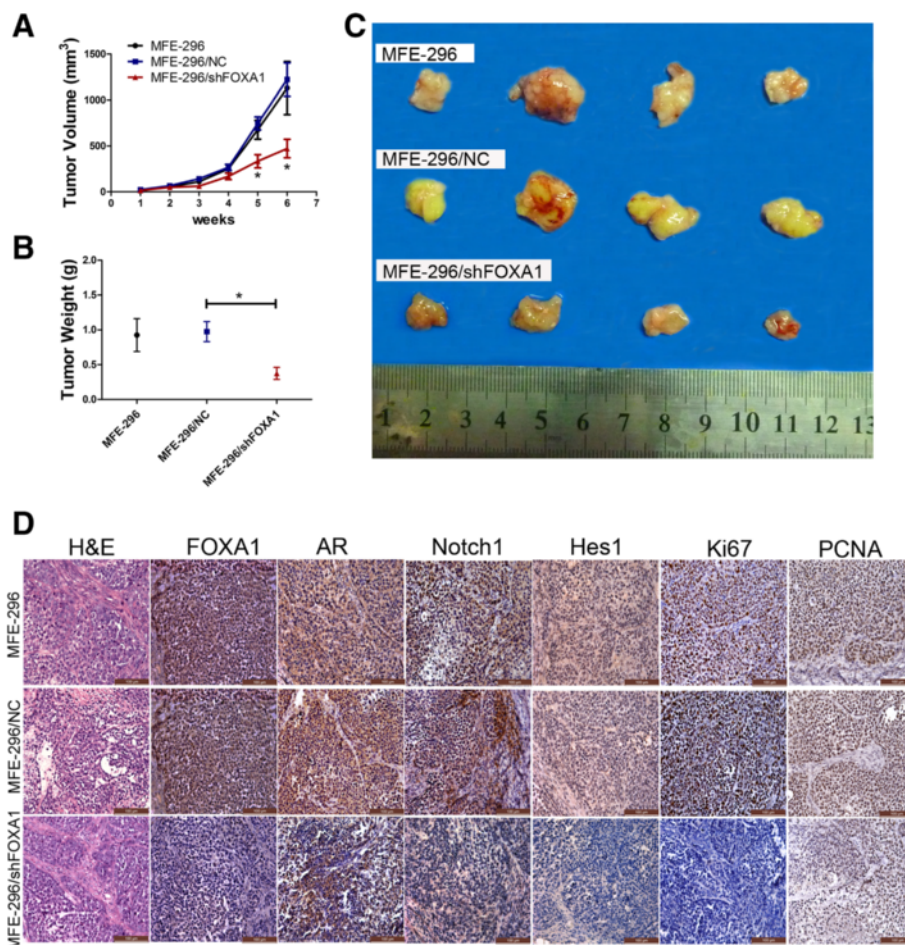 A
MFE-296
MFE-296/NC
MFE-296/shFOXA1
Tumor Volume (mm³)
1500
1000
500
0
0 1 2 3 4 5 6 7
weeks
*
*
B
Tumor Weight (g)
2.0
1.5
1.0
0.5
0.0
*
MFE-296
MFE-296/NC
MFE-296/shFOXA1
C
MFE-296
MFE-296/NC
MFE-296/shFOXA1
1 2 3 4 5 6 7 8 9 10 11 12 13
D
H&E FOXA1 AR Notch1 Hes1 Ki67 PCNA
MFE-296
MFE-296/NC
MFE-296/shFOXA1